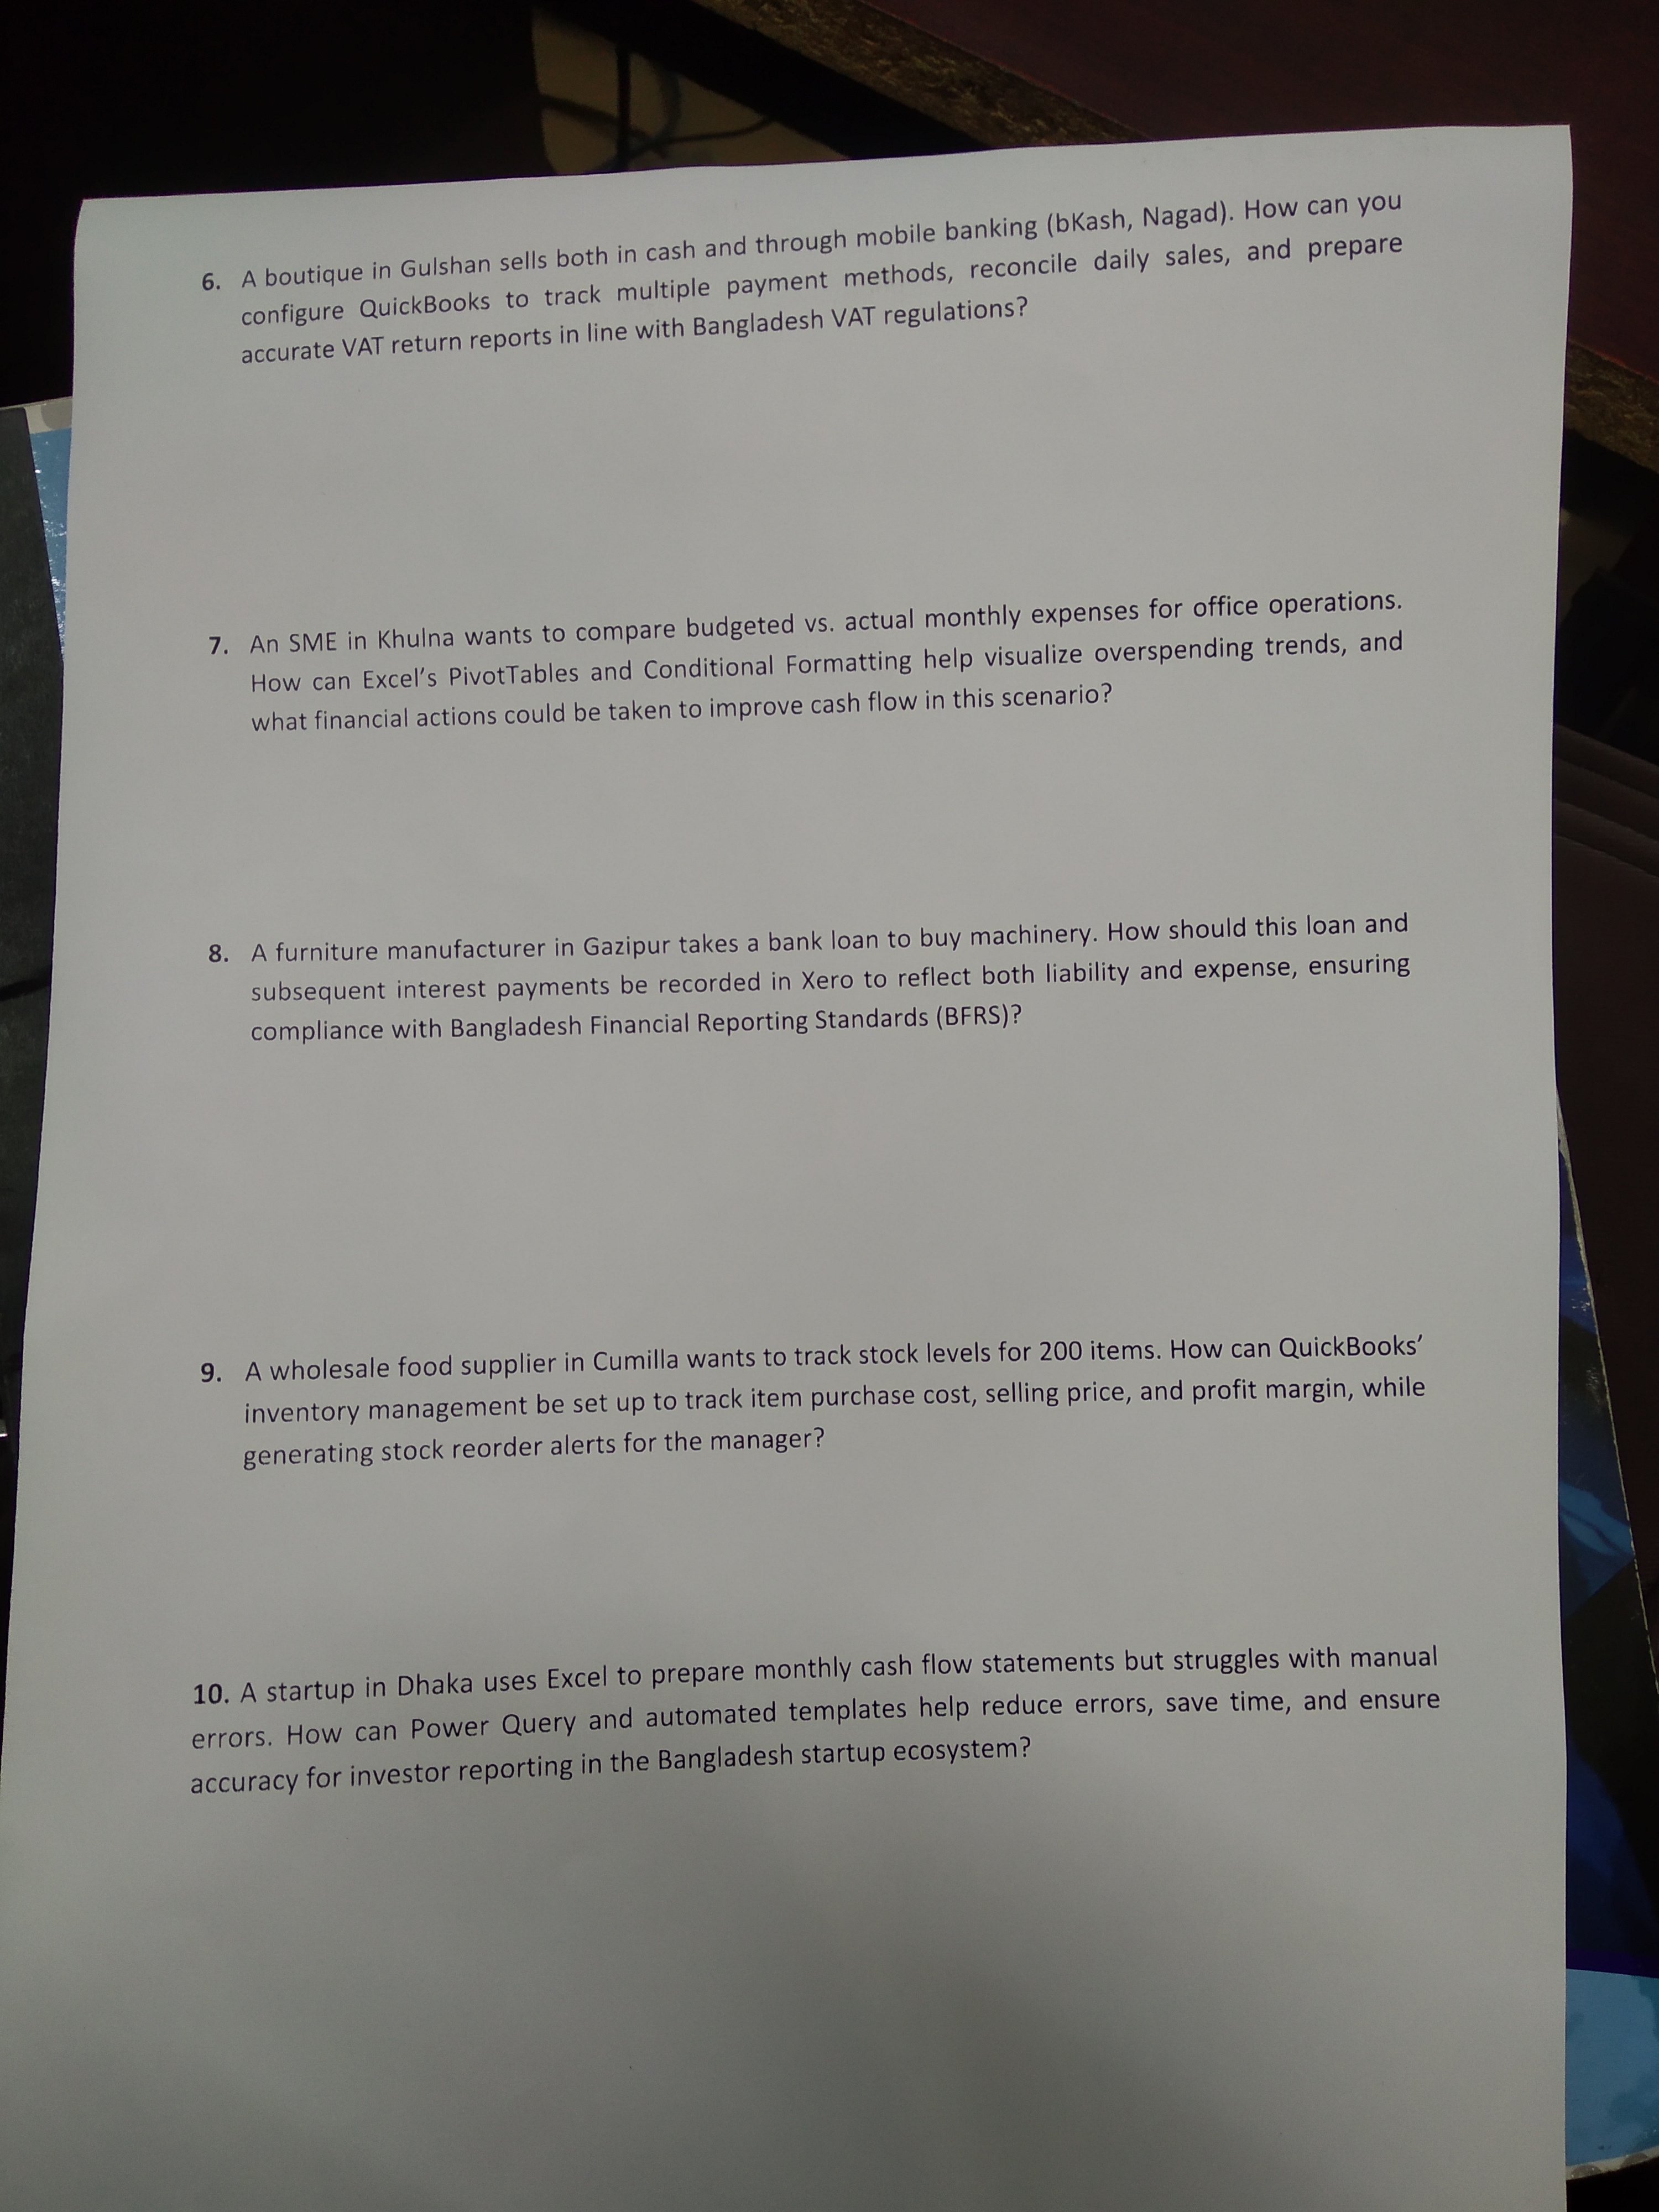 6. A boutique in Gulshan sells both in cash and through mobile banking (bKash, Nagad). How can you
configure QuickBooks to track multiple payment methods, reconcile daily sales, and prepare
accurate VAT return reports in line with Bangladesh VAT regulations?
7. An SME in Khulna wants to compare budgeted vs. actual monthly expenses for office operations.
How can Excel’s PivotTables and Conditional Formatting help visualize overspending trends, and
what financial actions could be taken to improve cash flow in this scenario?
8. A furniture manufacturer in Gazipur takes a bank loan to buy machinery. How should this loan and
subsequent interest payments be recorded in Xero to reflect both liability and expense, ensuring
compliance with Bangladesh Financial Reporting Standards (BFRS)?
9. A wholesale food supplier in Cumilla wants to track stock levels for 200 items. How can QuickBooks’
inventory management be set up to track item purchase cost, selling price, and profit margin, while
generating stock reorder alerts for the manager?
10. A startup in Dhaka uses Excel to prepare monthly cash flow statements but struggles with manual
errors. How can Power Query and automated templates help reduce errors, save time, and ensure
accuracy for investor reporting in the Bangladesh startup ecosystem?